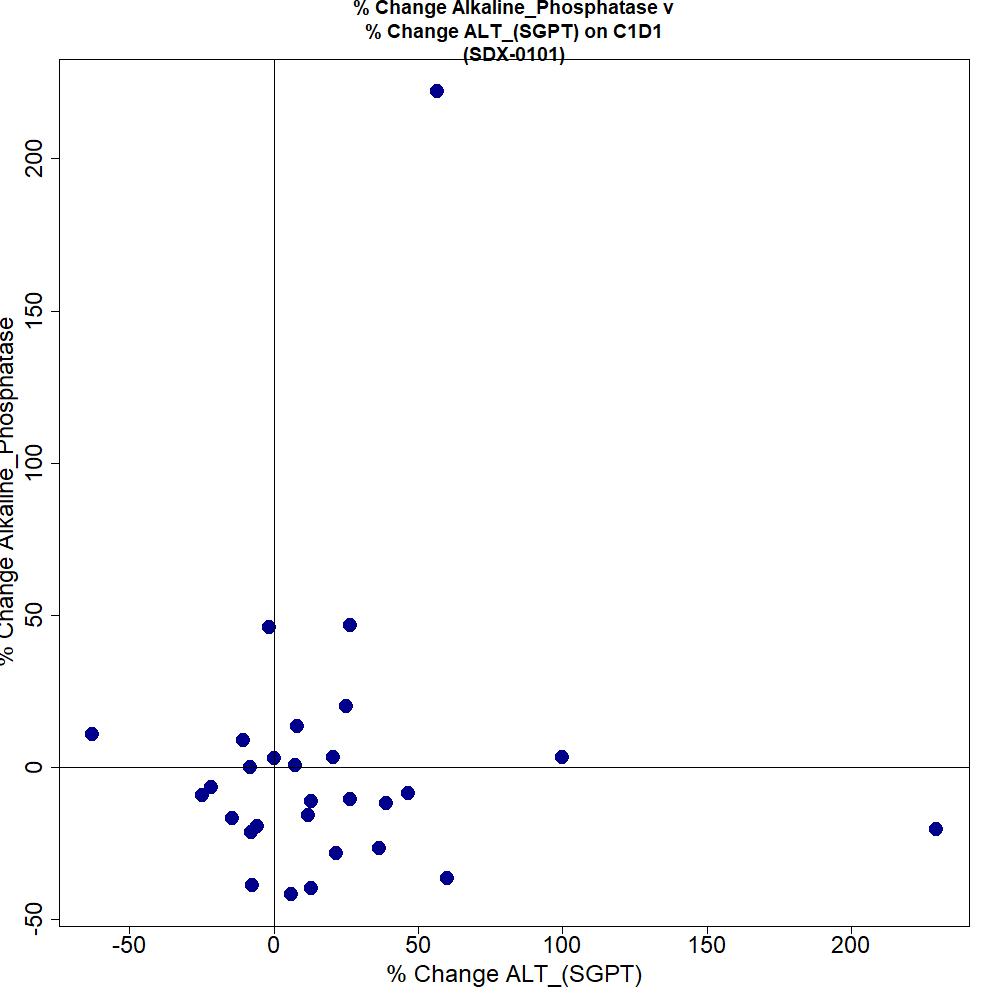 % Change Alkaline_Phosphatase v
% Change ALT_(SGPT) on C1D1
(SDX-0101)
% Change Alkaline_Phosphatase
200
150
100
50
0
-50
-50
0
50
100
150
200
% Change ALT_(SGPT)